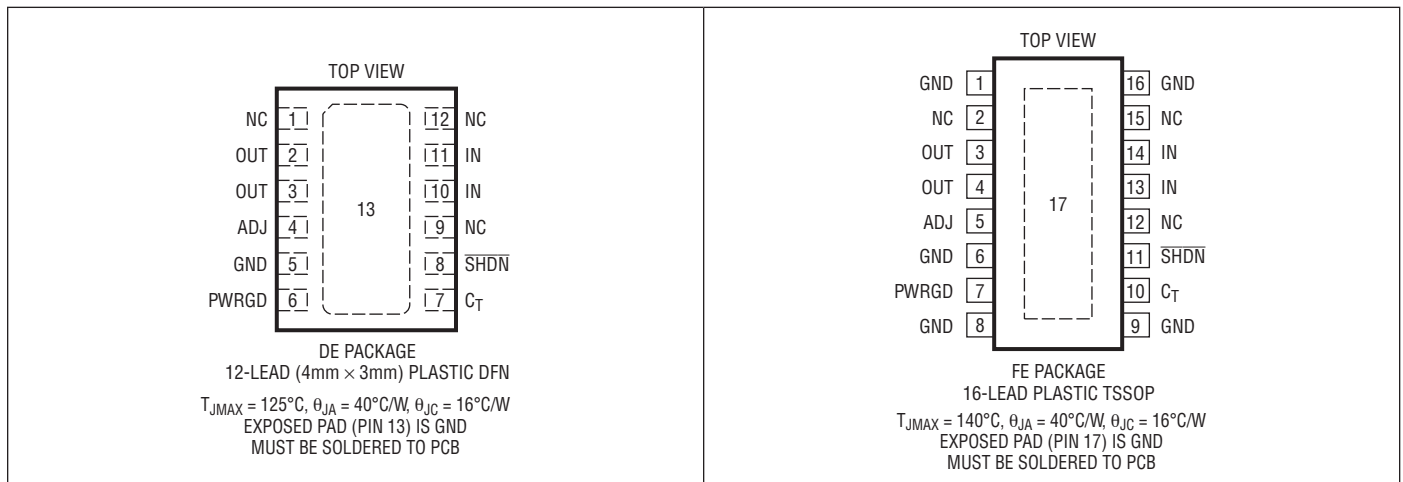 TOP VIEW
NC 1 12 NC
OUT 2 11 IN
OUT 3 10 IN
13
ADJ 4 9 NC
GND 5 8 SHDN
PWRGD 6 7 CT
DE PACKAGE
12-LEAD (4mm × 3mm) PLASTIC DFN
TJMAX = 125°C, θJA = 40°C/W, θJC = 16°C/W
EXPOSED PAD (PIN 13) IS GND
MUST BE SOLDERED TO PCB
TOP VIEW
GND 1 16 GND
NC 2 15 NC
OUT 3 14 IN
OUT 4 13 IN
17
ADJ 5 12 NC
GND 6 11 SHDN
PWRGD 7 10 CT
GND 8 9 GND
FE PACKAGE
16-LEAD PLASTIC TSSOP
TJMAX = 140°C, θJA = 40°C/W, θJC = 16°C/W
EXPOSED PAD (PIN 17) IS GND
MUST BE SOLDERED TO PCB